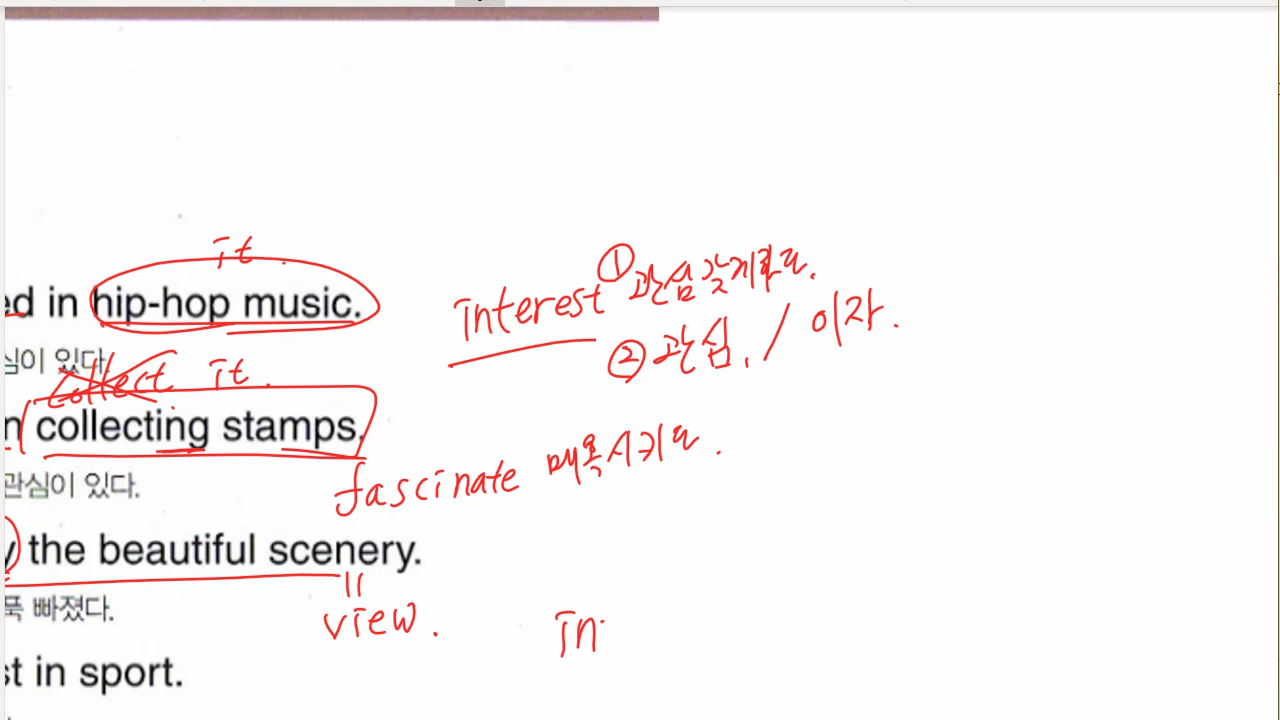 it.
ed in hip-hop music.
interest ① 관심갖게하다.
② 관심. / 이자.
심이 있다.
collect it.
n collecting stamps.
fascinate 매혹시키다.
관심이 있다.
y the beautiful scenery.
푹 빠졌다.
view.
in
st in sport.